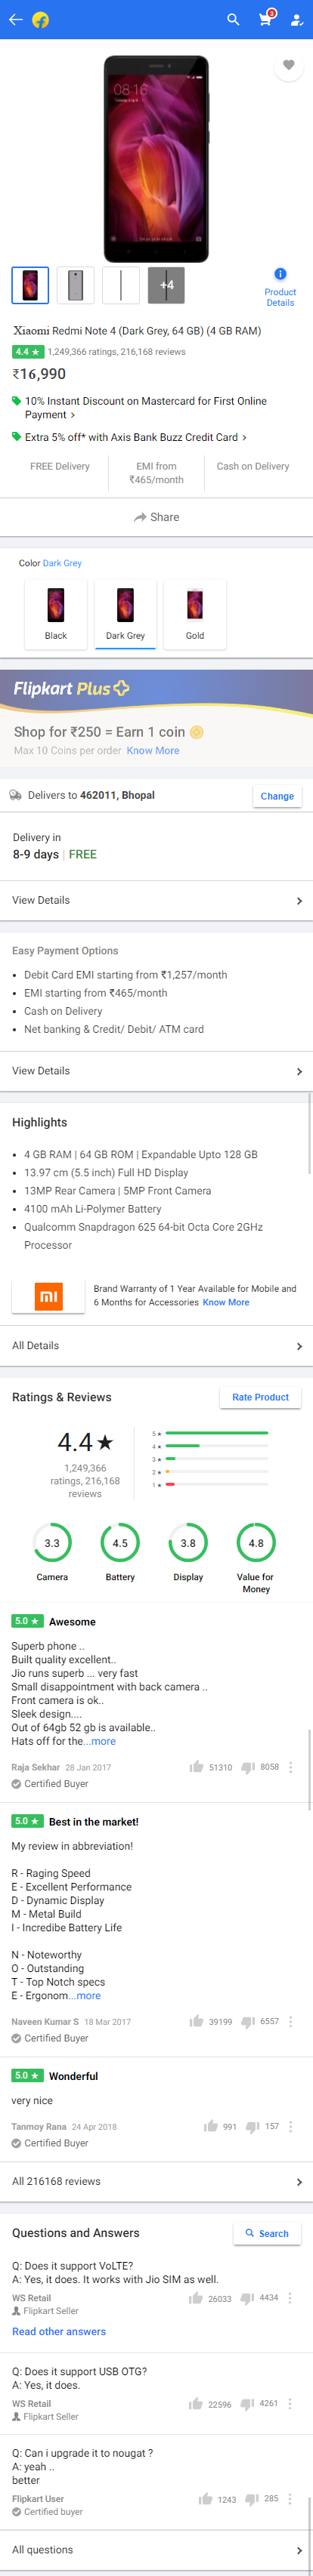 3
08:16
+4
Product
Details
Xiaomi Redmi Note 4 (Dark Grey, 64 GB) (4 GB RAM)
4.4 ★ 1,249,366 ratings, 216,168 reviews
₹16,990
10% Instant Discount on Mastercard for First Online
Payment >
Extra 5% off* with Axis Bank Buzz Credit Card >
FREE Delivery
EMI from
₹465/month
Cash on Delivery
Share
Color Dark Grey
Black
Dark Grey
Gold
Flipkart Plus
Shop for ₹250 = Earn 1 coin
Max 10 Coins per order Know More
Delivers to 462011, Bhopal
Change
Delivery in
8-9 days | FREE
View Details
Easy Payment Options
• Debit Card EMI starting from ₹1,257/month
• EMI starting from ₹465/month
• Cash on Delivery
• Net banking & Credit/ Debit/ ATM card
View Details
Highlights
• 4 GB RAM | 64 GB ROM | Expandable Upto 128 GB
• 13.97 cm (5.5 inch) Full HD Display
• 13MP Rear Camera | 5MP Front Camera
• 4100 mAh Li-Polymer Battery
• Qualcomm Snapdragon 625 64-bit Octa Core 2GHz
Processor
mi
Brand Warranty of 1 Year Available for Mobile and
6 Months for Accessories Know More
All Details
Ratings & Reviews
Rate Product
4.4★
1,249,366
ratings, 216,168
reviews
5 ★
4 ★
3 ★
2 ★
1 ★
3.3
4.5
3.8
4.8
Camera
Battery
Display
Value for
Money
5.0 ★ Awesome
Superb phone ..
Built quality excellent..
Jio runs superb ... very fast
Small disappointment with back camera ..
Front camera is ok..
Sleek design....
Out of 64gb 52 gb is available..
Hats off for the...more
Raja Sekhar 28 Jan 2017
51310
8058
Certified Buyer
5.0 ★ Best in the market!
My review in abbreviation!
R - Raging Speed
E - Excellent Performance
D - Dynamic Display
M - Metal Build
I - Incredibe Battery Life
N - Noteworthy
O - Outstanding
T - Top Notch specs
E - Ergonom...more
Naveen Kumar S 18 Mar 2017
39199
6557
Certified Buyer
5.0 ★ Wonderful
very nice
Tanmoy Rana 24 Apr 2018
991
157
Certified Buyer
All 216168 reviews
Questions and Answers
Search
Q: Does it support VoLTE?
A: Yes, it does. It works with Jio SIM as well.
WS Retail
26033
4434
Flipkart Seller
Read other answers
Q: Does it support USB OTG?
A: Yes, it does.
WS Retail
22596
4261
Flipkart Seller
Q: Can i upgrade it to nougat ?
A: yeah ..
better
Flipkart User
1243
285
Certified buyer
All questions